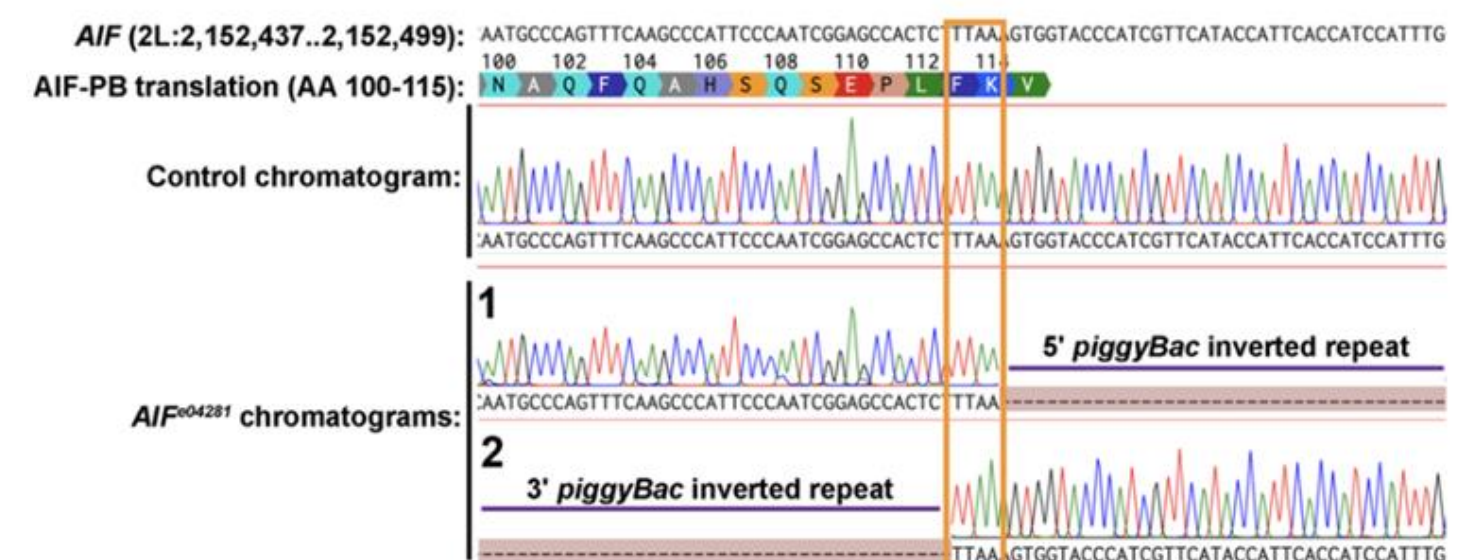 AIF (2L:2,152,437..2,152,499): AATGCCCAGTTTCAAGCCCATTCCCAATCGGAGCCACTCTTTAAAGTGGTACCCATCGTTCATACCATTCACCATCCATTTG
100 102 104 106 108 110 112 114
AIF-PB translation (AA 100-115): N A Q F Q A H S Q S E P L F K V
Control chromatogram:
AATGCCCAGTTTCAAGCCCATTCCCAATCGGAGCCACTCTTTAAAGTGGTACCCATCGTTCATACCATTCACCATCCATTTG
1
5' piggyBac inverted repeat
CAATGCCCAGTTTCAAGCCCATTCCCAATCGGAGCCACTCTTTAA
AIFe04281 chromatograms:
2
3' piggyBac inverted repeat
TTAAAGTGGTACCCATCGTTCATACCATTCACCATCCATTTG